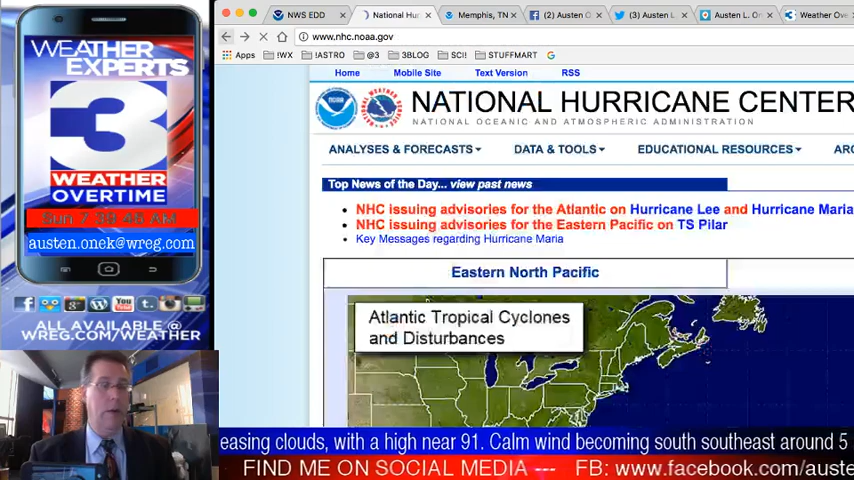 WEATHER
EXPERTS
3
WEATHER
OVERTIME
Sun 7:39:46 AM
austen.onek@wreg.com
ALL AVAILABLE @
WREG.COM/WEATHER
NWS EDD
National Hur
Memphis, TN
(2) Austen O
(3) Austen L
Austen L. On
Weather Ove
www.nhc.noaa.gov
Apps
!WX
!ASTRO
@3
3BLOG
SCI!
STUFFMART
Home
Mobile Site
Text Version
RSS
NATIONAL HURRICANE CENTER
NATIONAL OCEANIC AND ATMOSPHERIC ADMINISTRATION
ANALYSES & FORECASTS
DATA & TOOLS
EDUCATIONAL RESOURCES
ARC
Top News of the Day... view past news
NHC issuing advisories for the Atlantic on Hurricane Lee and Hurricane Maria
NHC issuing advisories for the Eastern Pacific on TS Pilar
Key Messages regarding Hurricane Maria
Eastern North Pacific
Atlantic Tropical Cyclones
and Disturbances
easing clouds, with a high near 91. Calm wind becoming south southeast around 5
FIND ME ON SOCIAL MEDIA --- FB: www.facebook.com/auste